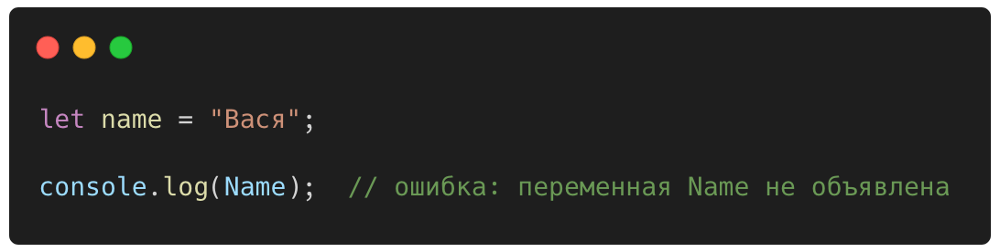 let name = "Вася";
console.log(Name);  // ошибка: переменная Name не объявлена